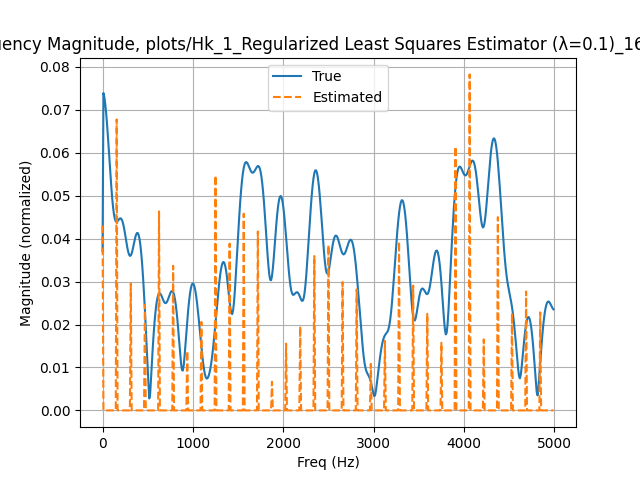 uency Magnitude, plots/Hk_1_Regularized Least Squares Estimator (λ=0.1)_16
0.08
0.07
0.06
0.05
0.04
0.03
0.02
0.01
0.00
Magnitude (normalized)
True
Estimated
0 1000 2000 3000 4000 5000
Freq (Hz)